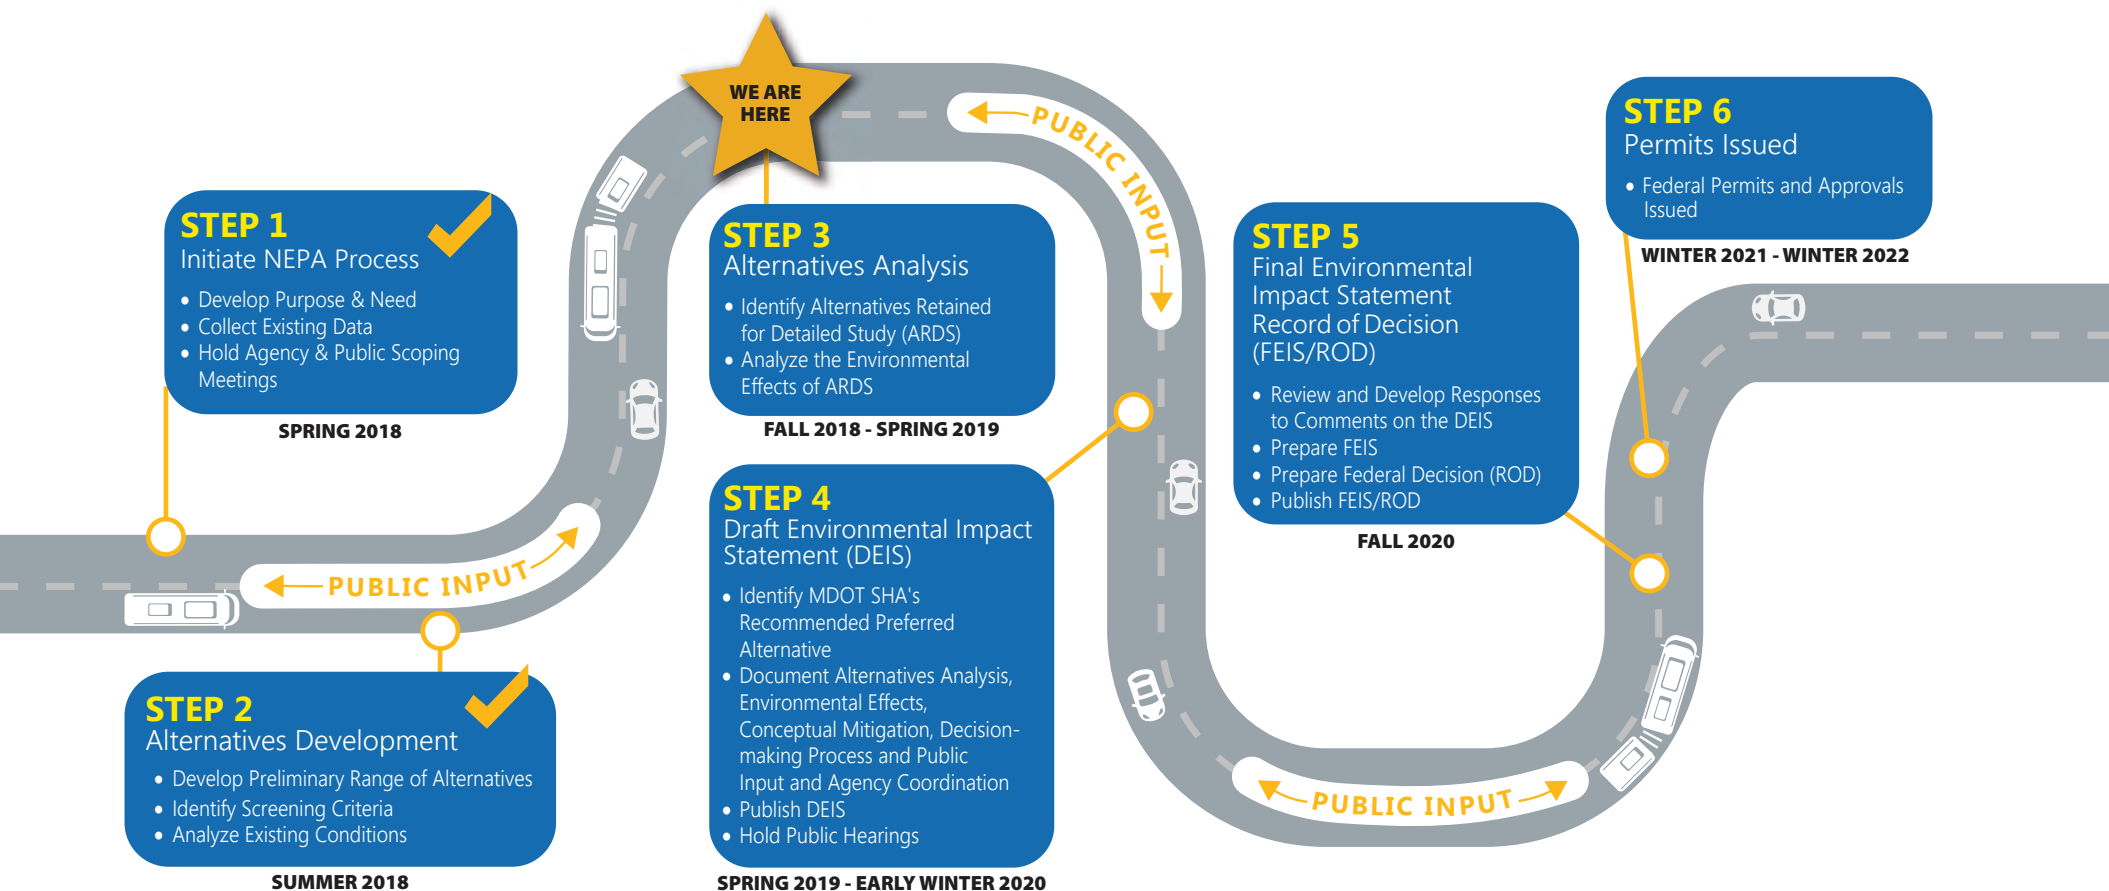 STEP 1
Initiate NEPA Process
• Develop Purpose & Need
• Collect Existing Data
• Hold Agency & Public Scoping
Meetings
SPRING 2018
PUBLIC INPUT
STEP 2
Alternatives Development
• Develop Preliminary Range of Alternatives
• Identify Screening Criteria
• Analyze Existing Conditions
SUMMER 2018
WE ARE
HERE
STEP 3
Alternatives Analysis
• Identify Alternatives Retained
for Detailed Study (ARDS)
• Analyze the Environmental
Effects of ARDS
FALL 2018 - SPRING 2019
PUBLIC INPUT
STEP 4
Draft Environmental Impact
Statement (DEIS)
• Identify MDOT SHA's
Recommended Preferred
Alternative
• Document Alternatives Analysis,
Environmental Effects,
Conceptual Mitigation, Decision-
making Process and Public
Input and Agency Coordination
• Publish DEIS
• Hold Public Hearings
SPRING 2019 - EARLY WINTER 2020
PUBLIC INPUT
STEP 5
Final Environmental
Impact Statement
Record of Decision
(FEIS/ROD)
• Review and Develop Responses
to Comments on the DEIS
• Prepare FEIS
• Prepare Federal Decision (ROD)
• Publish FEIS/ROD
FALL 2020
STEP 6
Permits Issued
• Federal Permits and Approvals
Issued
WINTER 2021 - WINTER 2022